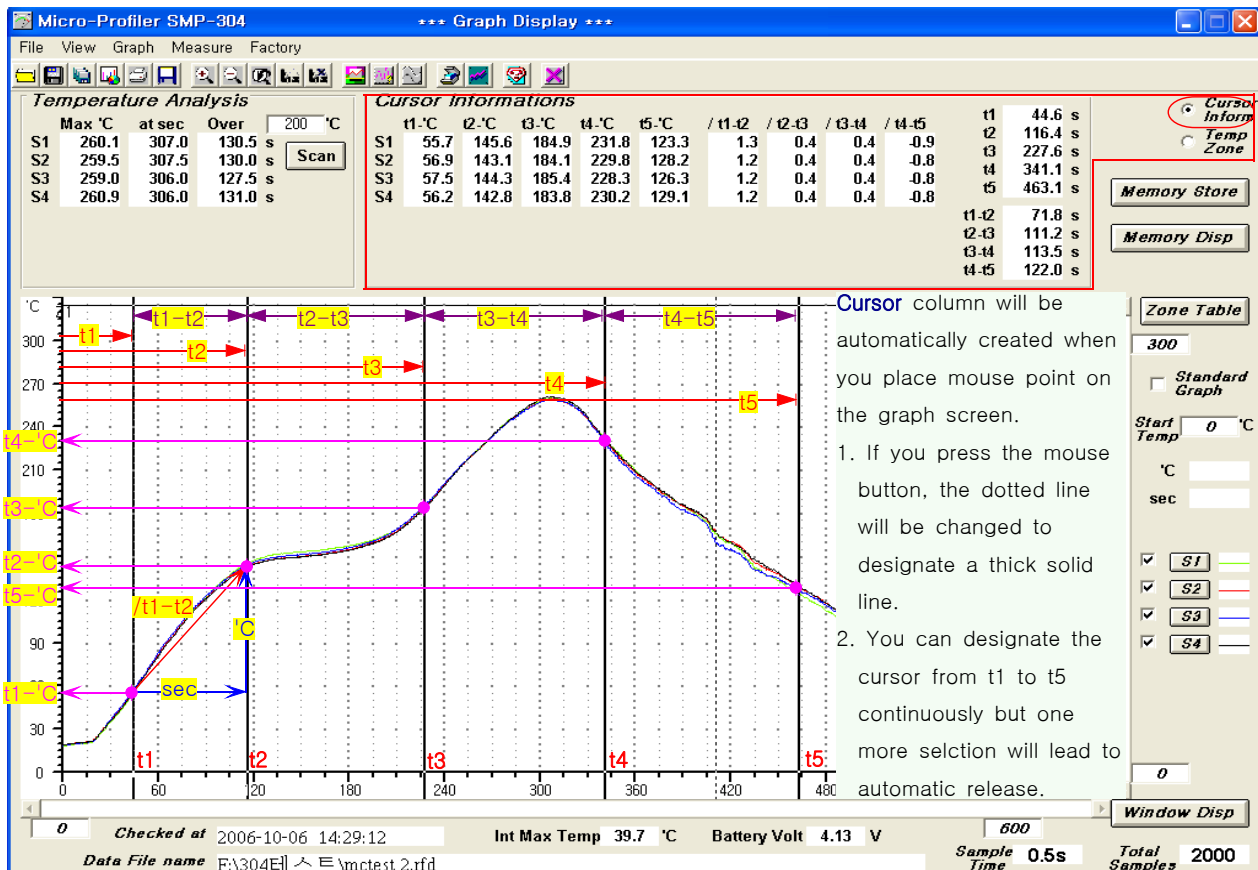 Micro-Profiler SMP-304 *** Graph Display ***
File View Graph Measure Factory
Temperature Analysis
Max 'C at sec Over 200 'C
S1 260.1 307.0 130.5 s
S2 259.5 307.5 130.0 s
S3 259.0 306.0 127.5 s
S4 260.9 306.0 131.0 s
Scan
Cursor Informations
t1-'C t2-'C t3-'C t4-'C t5-'C / t1-t2 / t2-t3 / t3-t4 / t4-t5
S1 55.7 145.6 184.9 231.8 123.3 1.3 0.4 0.4 -0.9
S2 56.9 143.1 184.1 229.8 128.2 1.2 0.4 0.4 -0.8
S3 57.5 144.3 185.4 228.3 126.3 1.2 0.4 0.4 -0.8
S4 56.2 142.8 183.8 230.2 129.1 1.2 0.4 0.4 -0.8
t1 44.6 s
t2 116.4 s
t3 227.6 s
t4 341.1 s
t5 463.1 s
t1-t2 71.8 s
t2-t3 111.2 s
t3-t4 113.5 s
t4-t5 122.0 s
Cursor
Inform
Temp
Zone
Memory Store
Memory Disp
'C
t1-t2 t2-t3 t3-t4 t4-t5
t1
t2
t3
t4
t5
300
270
240
210
90
30
0
t4-'C
t3-'C
t2-'C
t5-'C
t1-'C
/t1-t2
'C
sec
t1 t2 t3 t4 t5
0 60 120 180 240 300 360 420 480
Cursor column will be
automatically created when
you place mouse point on
the graph screen.
1. If you press the mouse
button, the dotted line
will be changed to
designate a thick solid
line.
2. You can designate the
cursor from t1 to t5
continuously but one
more selction will lead to
automatic release.
Zone Table
300
Standard
Graph
Start
Temp 0 'C
'C
sec
S1
S2
S3
S4
0
Window Disp
0 Checked at 2006-10-06 14:29:12 Int Max Temp 39.7 'C Battery Volt 4.13 V 600
Data File name F:\304테스트\mctest 2.rfd
Sample
Time 0.5s
Total
Samples 2000